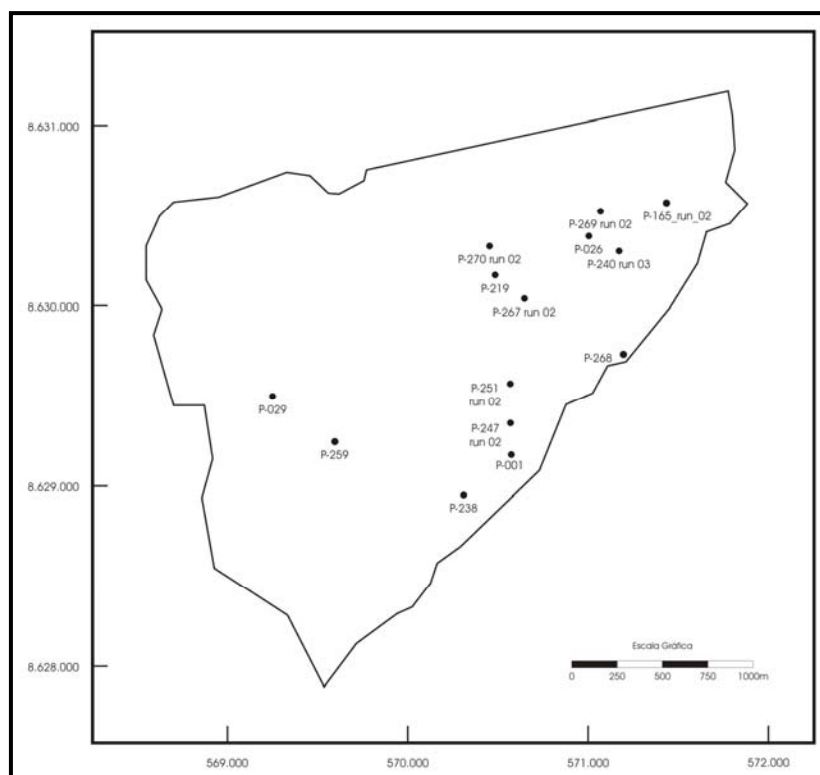 8.631.000
P-165_run_02
P-269 run 02
P-026
P-270 run 02
P-240 run 03
P-219
8.630.000
P-267 run 02
P-268
P-251
run 02
P-029
P-247
run 02
P-259
P-001
8.629.000
P-238
Escala Gráfica
8.628.000
0 250 500 750 1000m
569.000 570.000 571.000 572.000